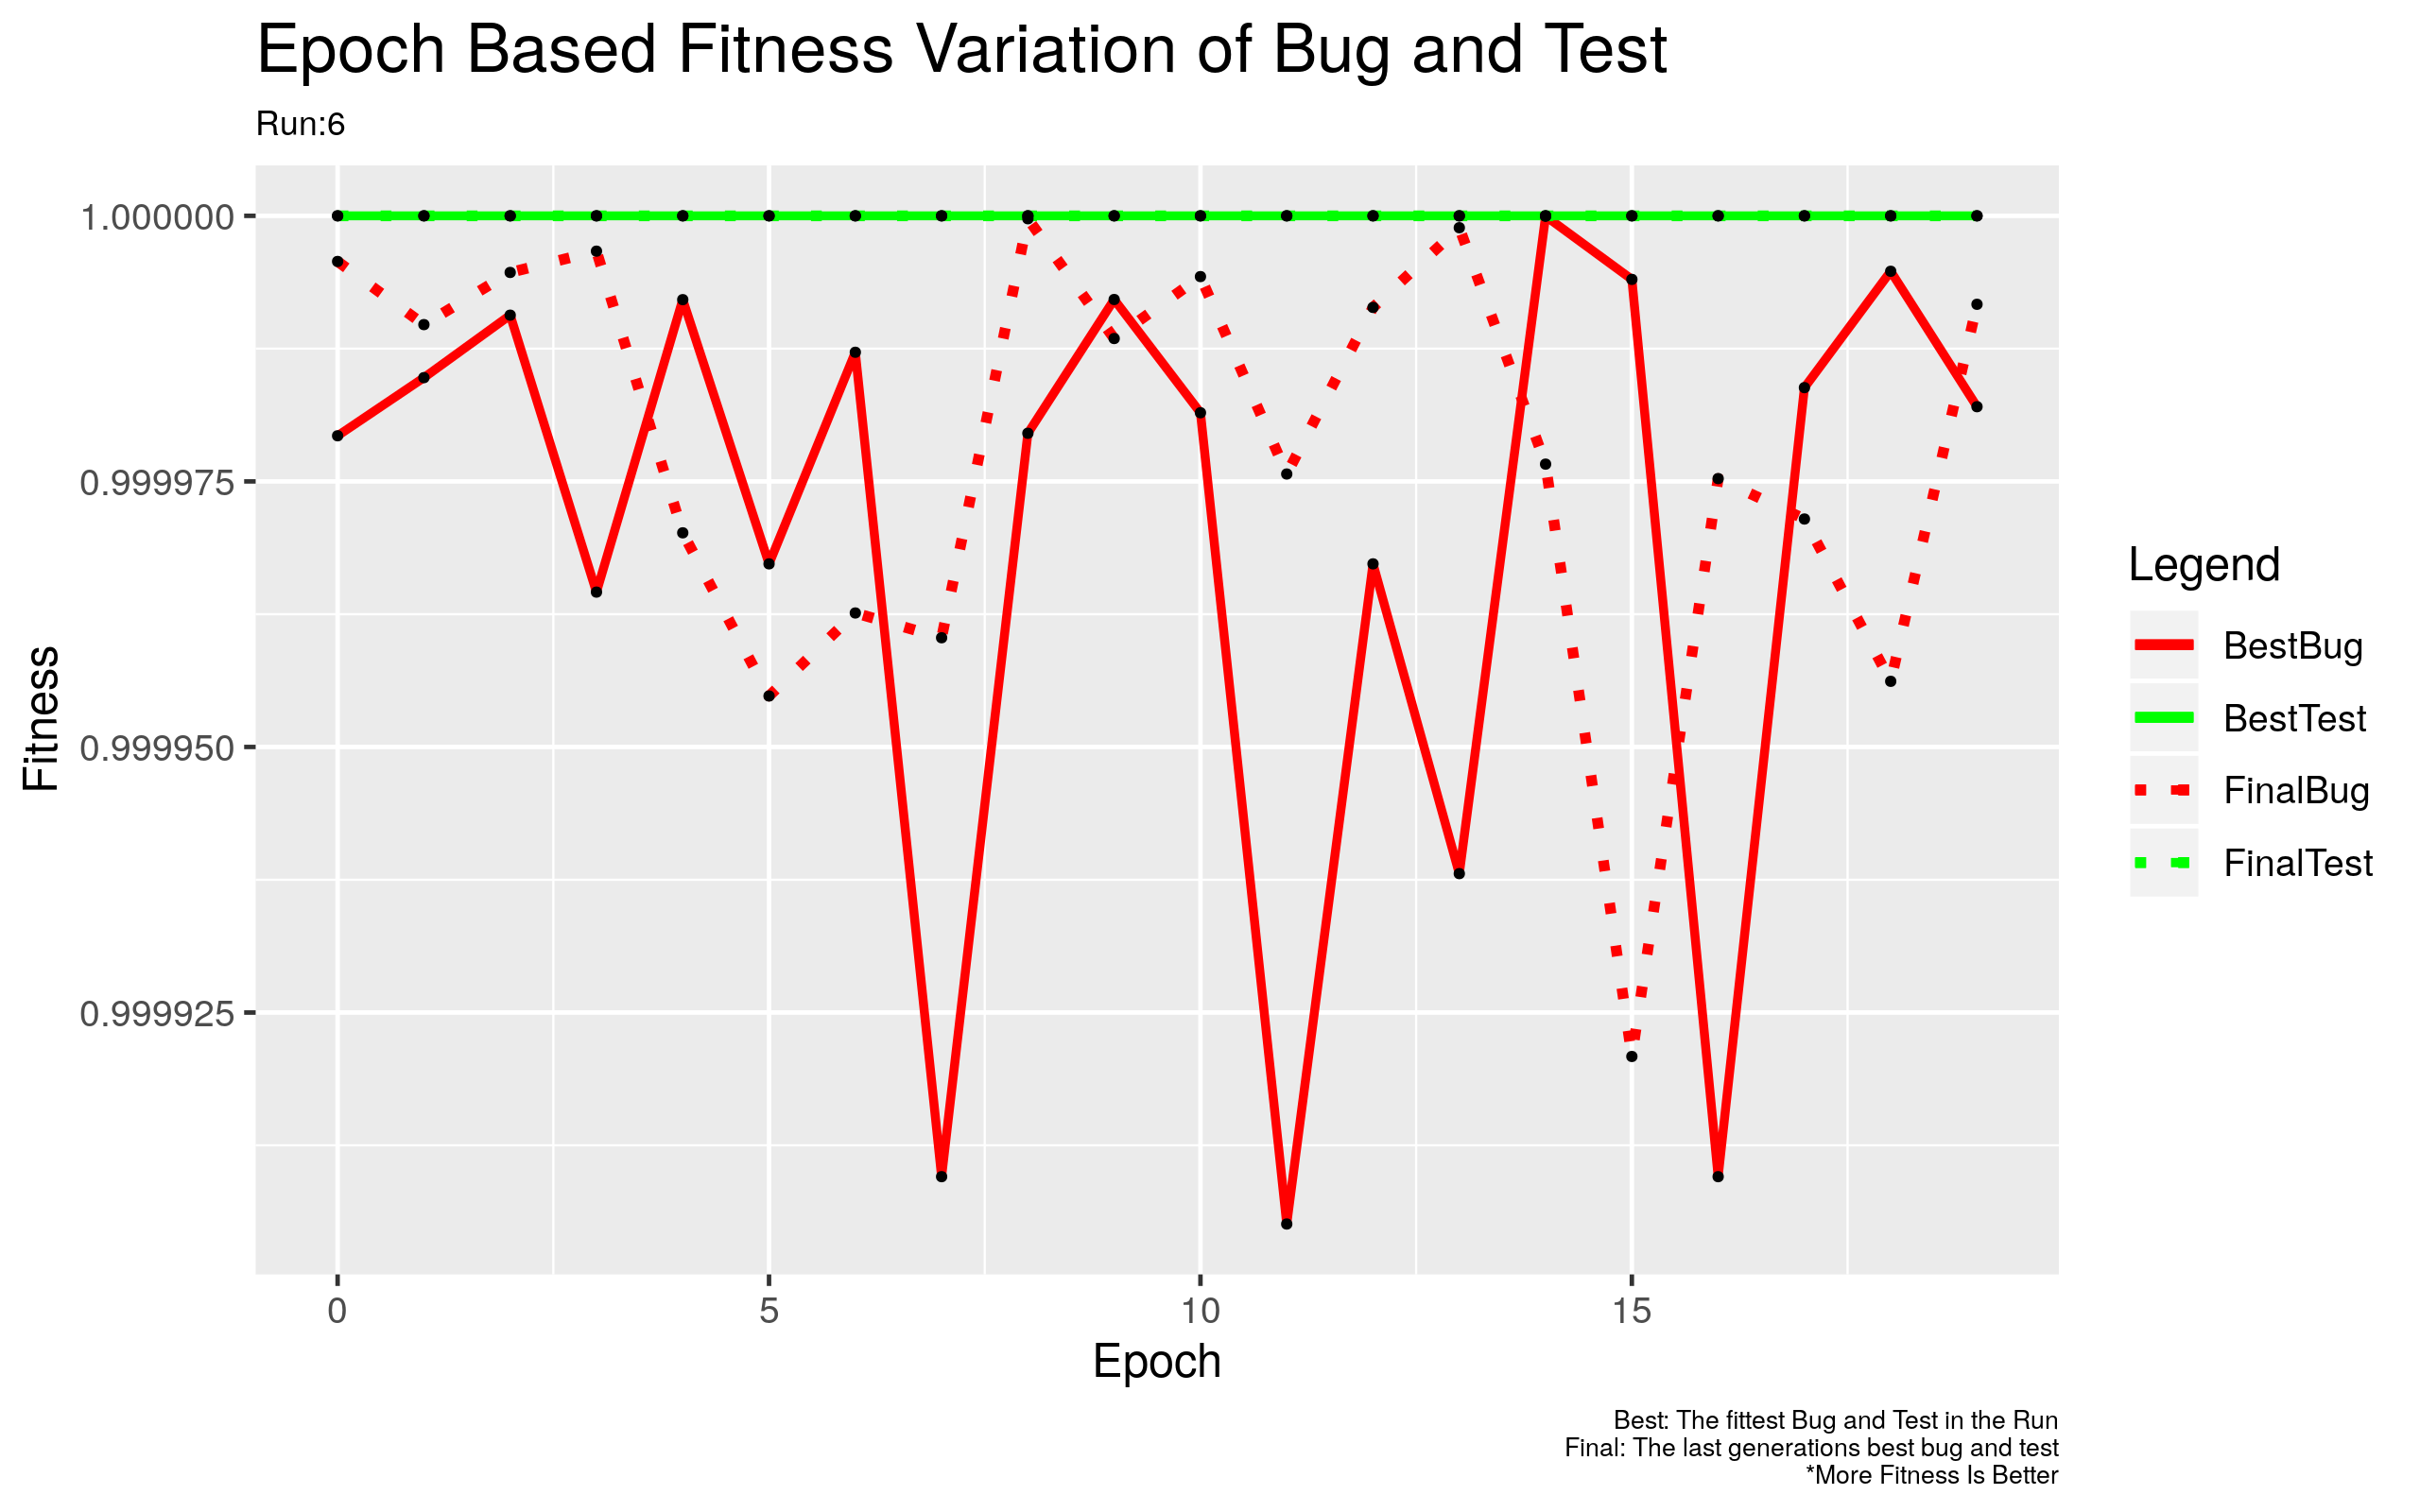 Epoch Based Fitness Variation of Bug and Test
Run:6
Fitness
1.000000
0.999975
0.999950
0.999925
0 5 10 15
Epoch
Legend
BestBug
BestTest
FinalBug
FinalTest
Best: The fittest Bug and Test in the Run
Final: The last generations best bug and test
*More Fitness Is Better